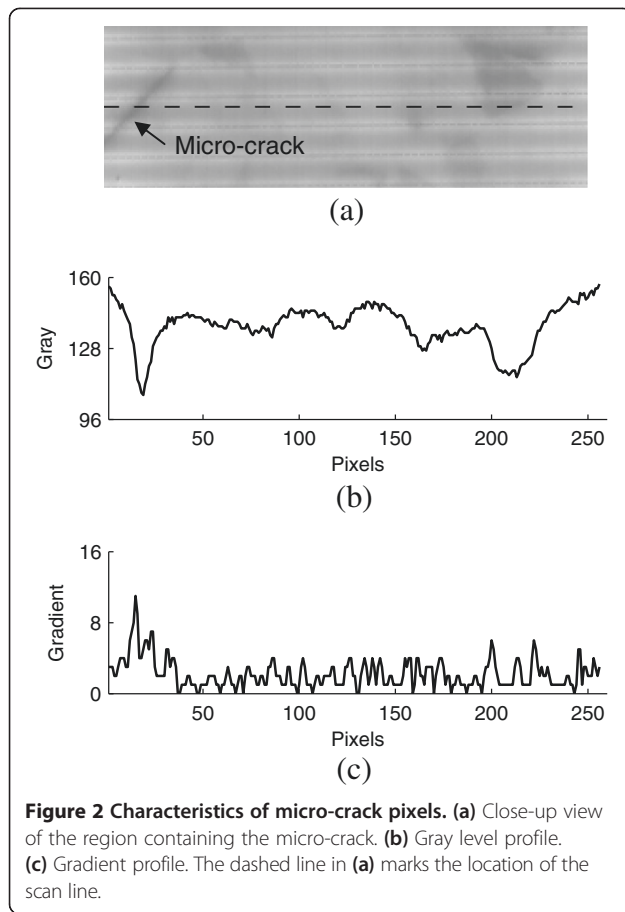 Micro-crack
(a)
160
128
96
Gray
50 100 150 200 250
Pixels
(b)
16
8
0
Gradient
50 100 150 200 250
Pixels
(c)
Figure 2 Characteristics of micro-crack pixels. (a) Close-up view
of the region containing the micro-crack. (b) Gray level profile.
(c) Gradient profile. The dashed line in (a) marks the location of the
scan line.